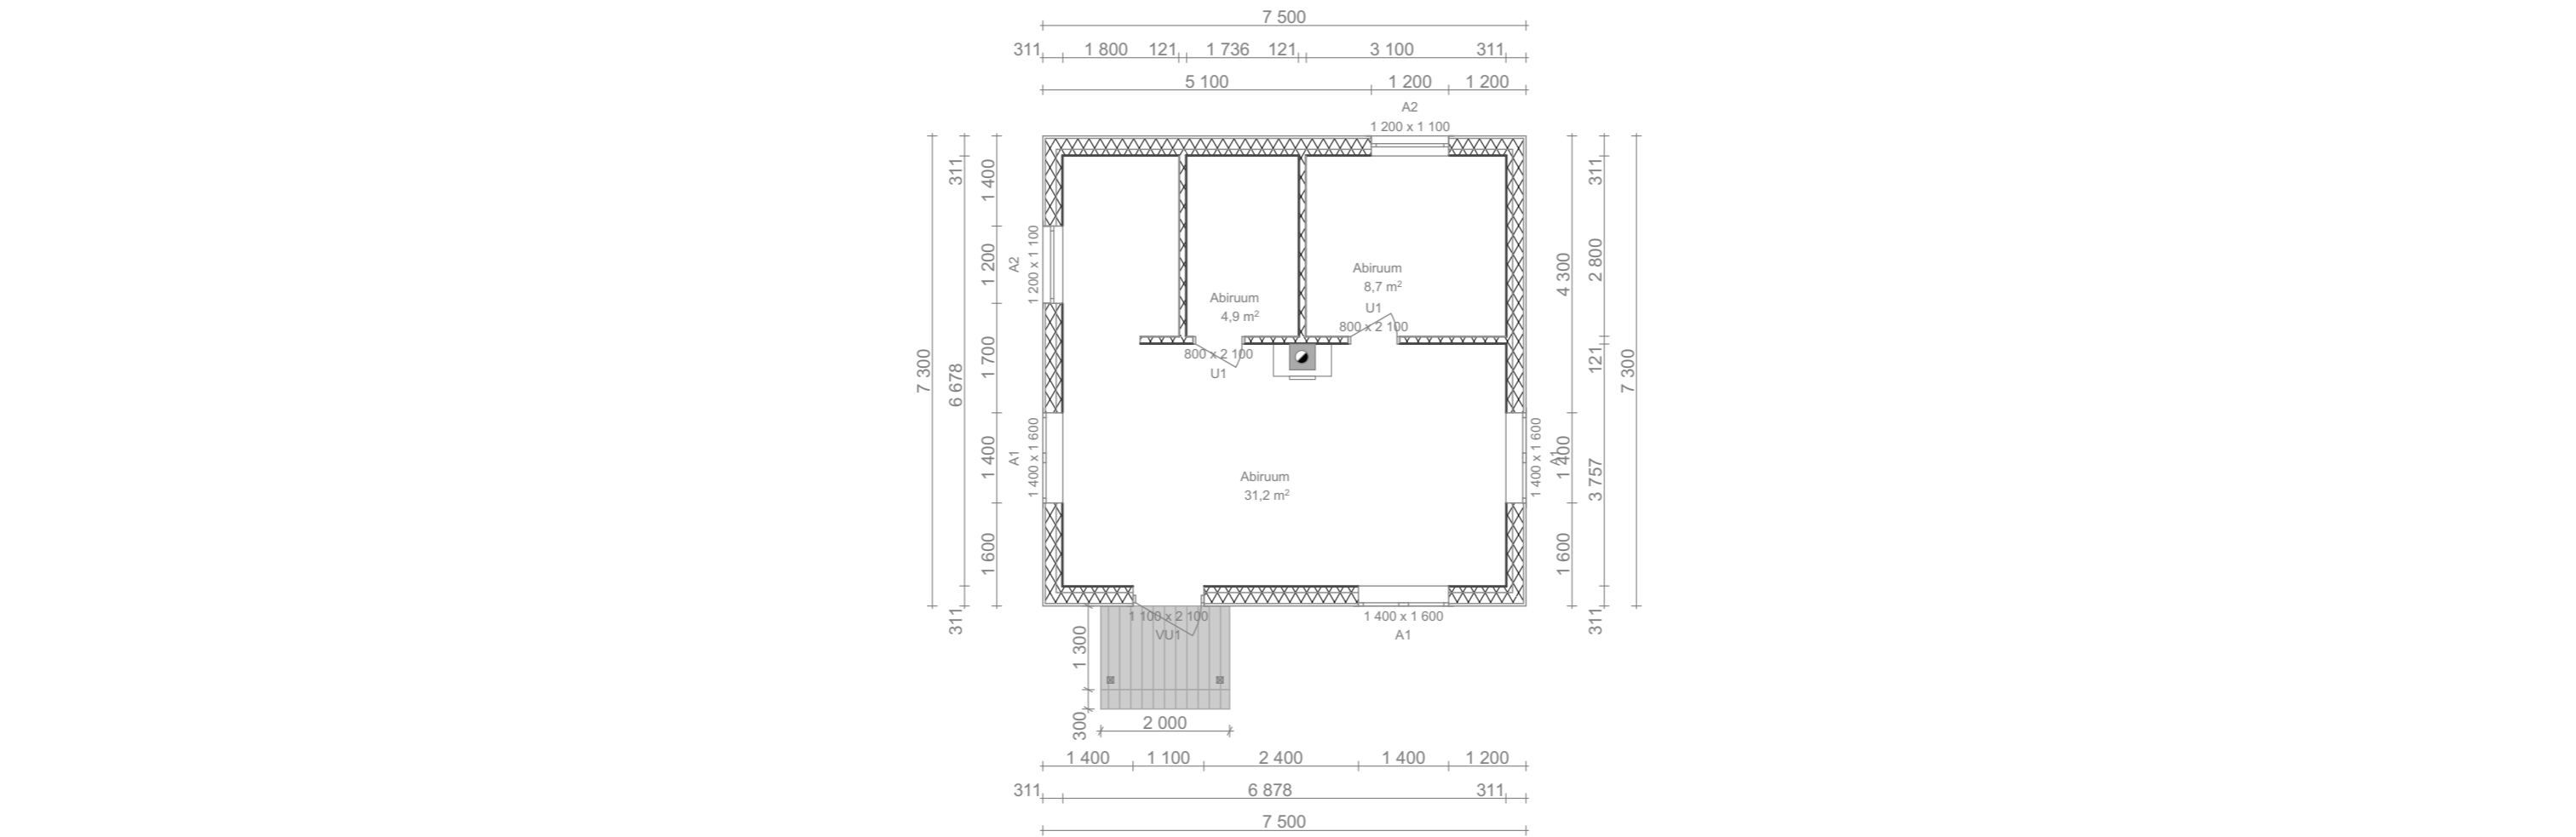 7 500
311 1 800 121 1 736 121 3 100 311
5 100 1 200 1 200
A2
1 200 x 1 100
7 300
311
6 678
311
1 400
1 200
1 700
1 400
1 600
A2
1 200 x 1 100
A1
1 400 x 1 600
Abiruum
4,9 m²
800 x 2 100
U1
Abiruum
8,7 m²
U1
800 x 2 100
Abiruum
31,2 m²
1 400 x 1 600
A1
4 300
1 400
1 600
311
2 800
121
3 757
311
7 300
1 100 x 2 100
VU1
1 400 x 1 600
A1
1 300
300
2 000
1 400 1 100 2 400 1 400 1 200
311 6 878 311
7 500